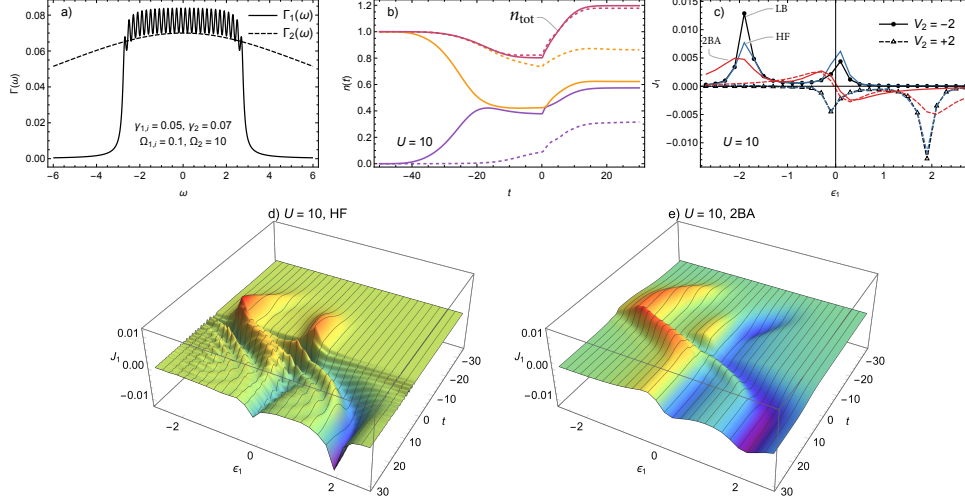 a)
Γ₁(ω)
Γ₂(ω)
γ₁,ᵢ = 0.05, γ₂ = 0.07
Ω₁,ᵢ = 0.1, Ω₂ = 10
Γ(ω)
0.08
0.06
0.04
0.02
0.00
−6 −4 −2 0 2 4 6
ω
b)
n_tot
U = 10
n(t)
1.2
1.0
0.8
0.6
0.4
0.2
0.0
−40 −30 −20 −10 0 10 20 30
t
c)
LB
HF
2BA
V₂ = −2
V₂ = +2
U = 10
J₁
0.015
0.010
0.005
0.000
−0.005
−0.010
−2 −1 0 1 2
ϵ₁
d) U = 10, HF
0.01
0.00
−0.01
J₁
−2 0 2
ϵ₁
−30
−20
−10
0
10
20
30
t
e) U = 10, 2BA
0.01
0.00
−0.01
J₁
−2 0 2
ϵ₁
−30
−20
−10
0
10
20
30
t